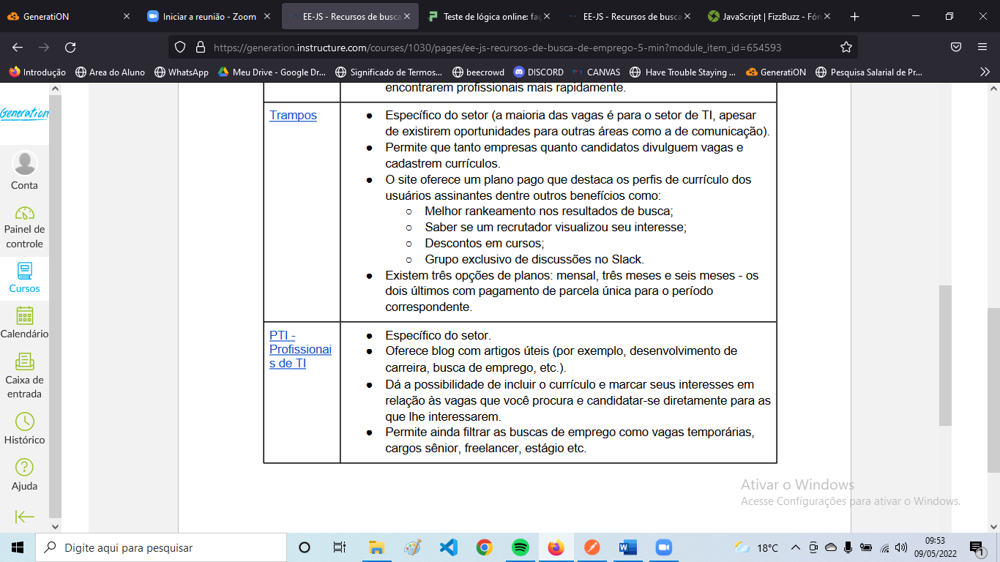 GeneratiON
Iniciar a reunião - Zoom
EE-JS - Recursos de busca
Teste de lógica online: faç
EE-JS - Recursos de busca
JavaScript | FizzBuzz - Fór
https://generation.instructure.com/courses/1030/pages/ee-js-recursos-de-busca-de-emprego-5-min?module_item_id=654593
Introdução
Area do Aluno
WhatsApp
Meu Drive - Google Dr...
Significado de Termos...
beecrowd
DISCORD
CANVAS
Have Trouble Staying ...
GeneratiON
Pesquisa Salarial de Pr...
Generation
Conta
Painel de
controle
Cursos
Calendário
Caixa de
entrada
Histórico
Ajuda
encontrarem profissionais mais rapidamente.
Trampos
● Específico do setor (a maioria das vagas é para o setor de TI, apesar
de existirem oportunidades para outras áreas como a de comunicação).
● Permite que tanto empresas quanto candidatos divulguem vagas e
cadastrem currículos.
● O site oferece um plano pago que destaca os perfis de currículo dos
usuários assinantes dentre outros benefícios como:
○ Melhor rankeamento nos resultados de busca;
○ Saber se um recrutador visualizou seu interesse;
○ Descontos em cursos;
○ Grupo exclusivo de discussões no Slack.
● Existem três opções de planos: mensal, três meses e seis meses - os
dois últimos com pagamento de parcela única para o período
correspondente.
PTI -
Profissionai
s de TI
● Específico do setor.
● Oferece blog com artigos úteis (por exemplo, desenvolvimento de
carreira, busca de emprego, etc.).
● Dá a possibilidade de incluir o currículo e marcar seus interesses em
relação às vagas que você procura e candidatar-se diretamente para as
que lhe interessarem.
● Permite ainda filtrar as buscas de emprego como vagas temporárias,
cargos sênior, freelancer, estágio etc.
Ativar o Windows
Acesse Configurações para ativar o Windows.
Digite aqui para pesquisar
18°C
09:53
09/05/2022
1